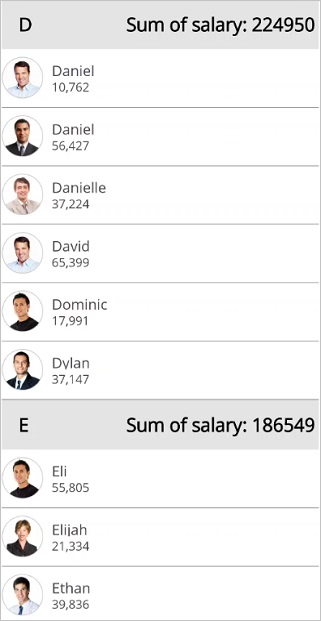 D Sum of salary: 224950
Daniel
10,762
Daniel
56,427
Danielle
37,224
David
65,399
Dominic
17,991
Dylan
37,147
E Sum of salary: 186549
Eli
55,805
Elijah
21,334
Ethan
39,836